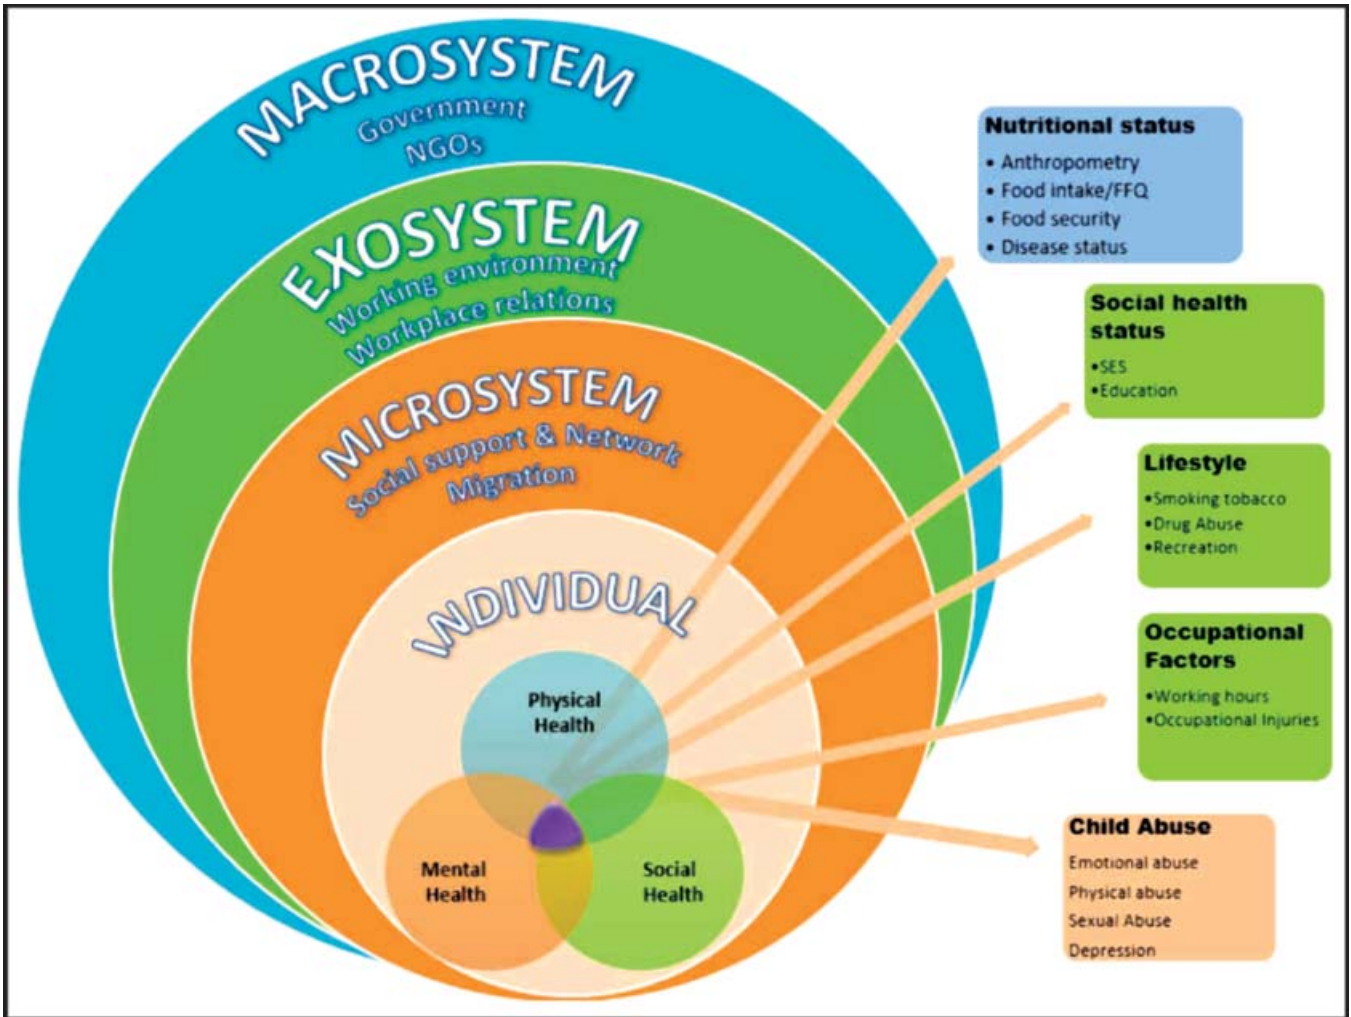 MACROSYSTEM
Government
NGOs
EXOSYSTEM
Working environment
Workplace relations
MICROSYSTEM
Social support & Network
Migration
INDIVIDUAL
Physical
Health
Mental
Health
Social
Health
Nutritional status
• Anthropometry
• Food intake/FFQ
• Food security
• Disease status
Social health
status
•SES
•Education
Lifestyle
•Smoking tobacco
•Drug Abuse
•Recreation
Occupational
Factors
•Working hours
•Occupational Injuries
Child Abuse
Emotional abuse
Physical abuse
Sexual Abuse
Depression